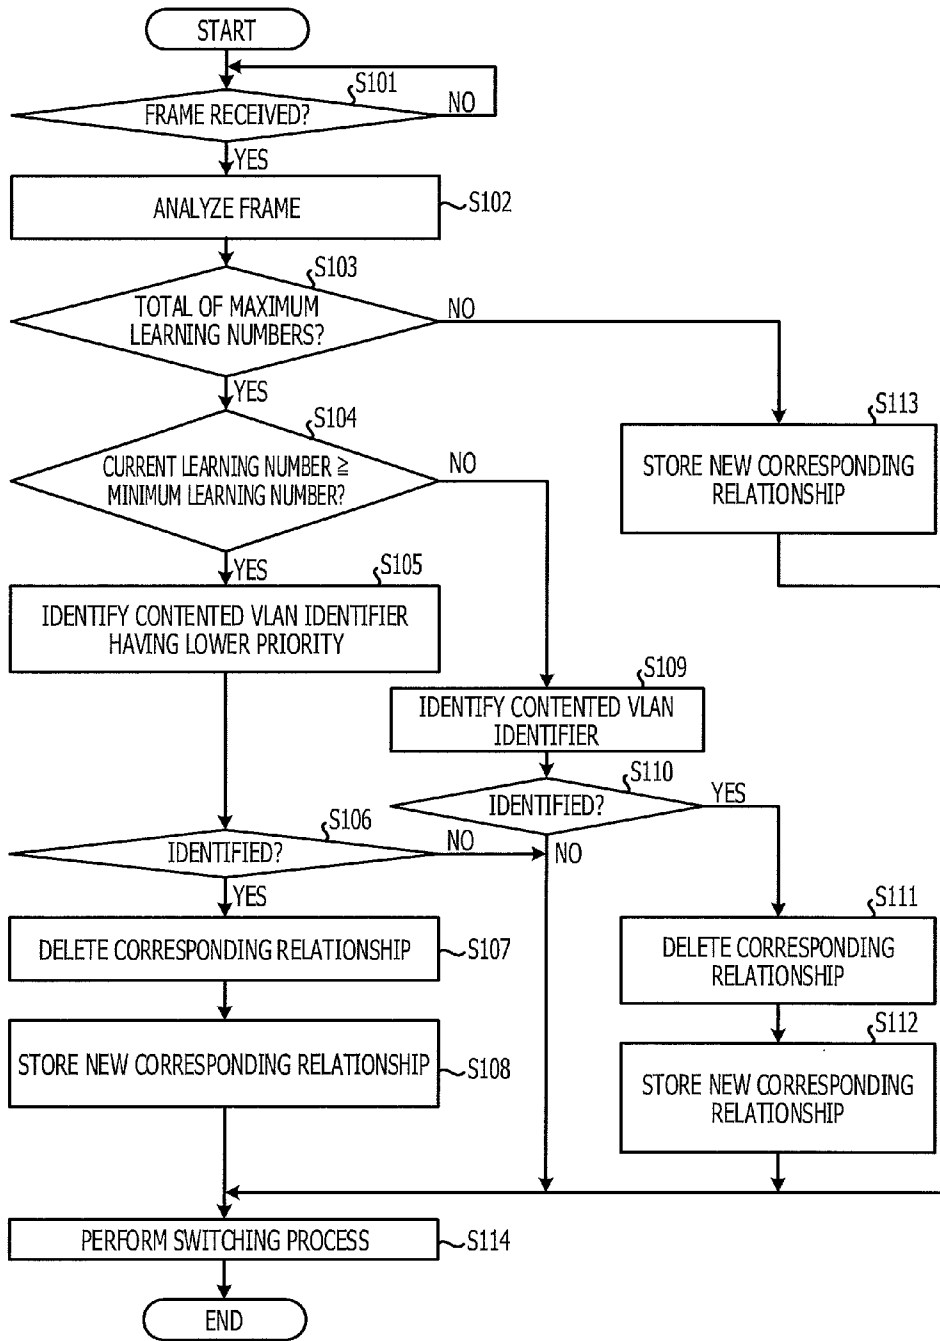 START
S101
FRAME RECEIVED?
NO
YES
ANALYZE FRAME
S102
S103
TOTAL OF MAXIMUM
LEARNING NUMBERS?
NO
YES
S104
CURRENT LEARNING NUMBER ≧
MINIMUM LEARNING NUMBER?
NO
YES
S113
STORE NEW CORRESPONDING
RELATIONSHIP
S105
IDENTIFY CONTENTED VLAN IDENTIFIER
HAVING LOWER PRIORITY
S109
IDENTIFY CONTENTED VLAN
IDENTIFIER
S110
IDENTIFIED?
YES
NO
S106
IDENTIFIED?
NO
YES
DELETE CORRESPONDING RELATIONSHIP
S107
STORE NEW CORRESPONDING RELATIONSHIP
S108
S111
DELETE CORRESPONDING
RELATIONSHIP
S112
STORE NEW CORRESPONDING
RELATIONSHIP
PERFORM SWITCHING PROCESS
S114
END